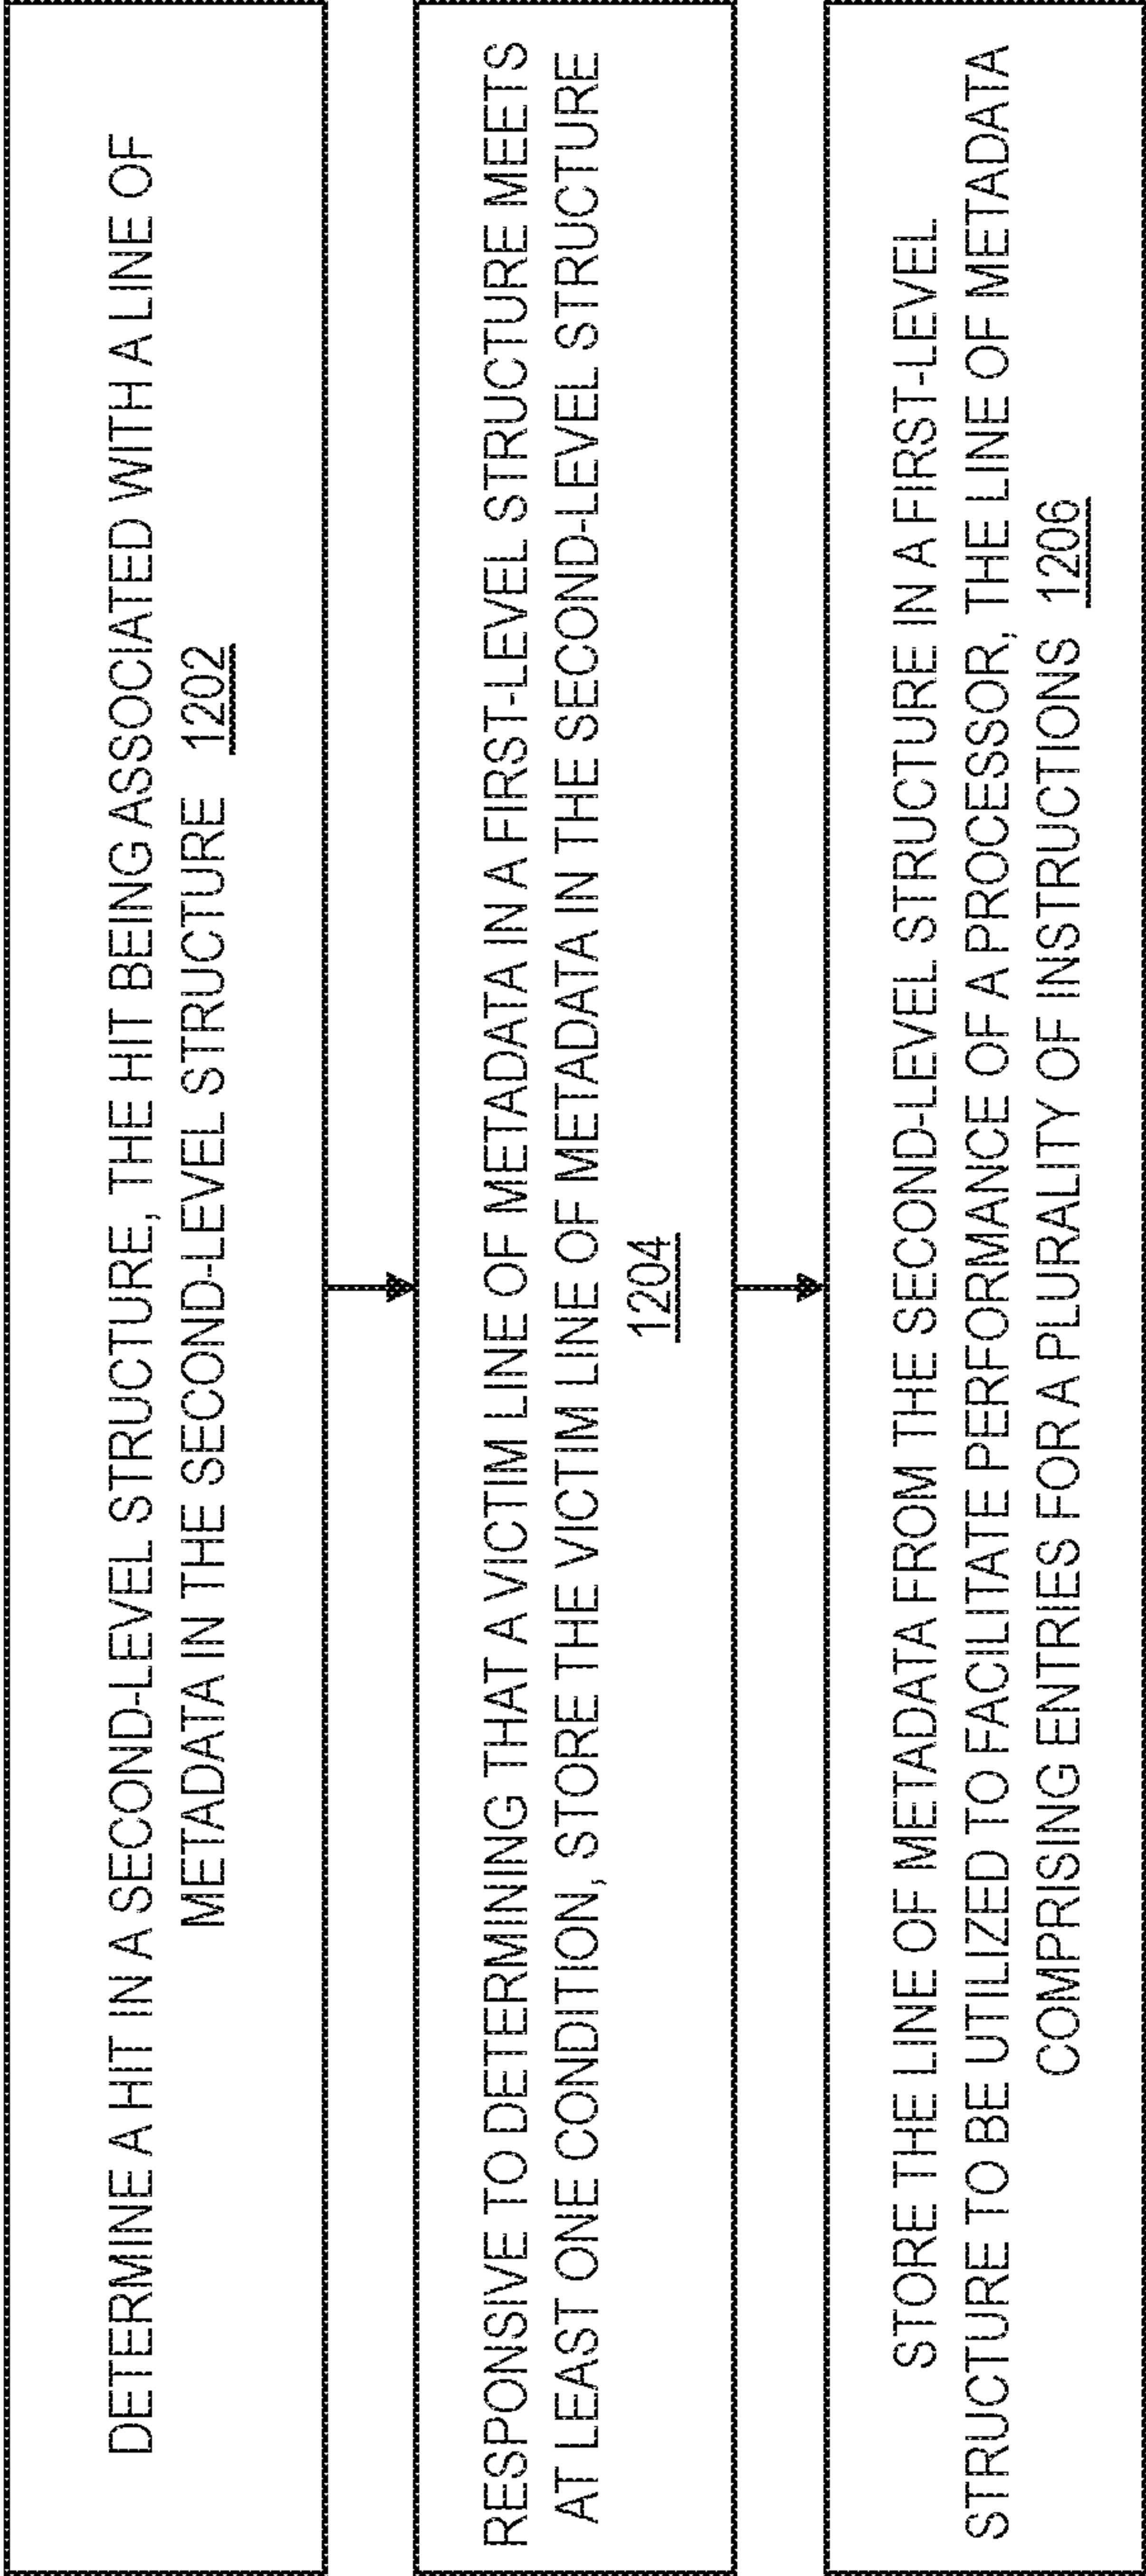 DETERMINE A HIT IN A SECOND-LEVEL STRUCTURE, THE HIT BEING ASSOCIATED WITH A LINE OF
METADATA IN THE SECOND-LEVEL STRUCTURE 1202
RESPONSIVE TO DETERMINING THAT A VICTIM LINE OF METADATA IN A FIRST-LEVEL STRUCTURE MEETS
AT LEAST ONE CONDITION, STORE THE VICTIM LINE OF METADATA IN THE SECOND-LEVEL STRUCTURE
1204
STORE THE LINE OF METADATA FROM THE SECOND-LEVEL STRUCTURE IN A FIRST-LEVEL
STRUCTURE TO BE UTILIZED TO FACILITATE PERFORMANCE OF A PROCESSOR, THE LINE OF METADATA
COMPRISING ENTRIES FOR A PLURALITY OF INSTRUCTIONS 1206